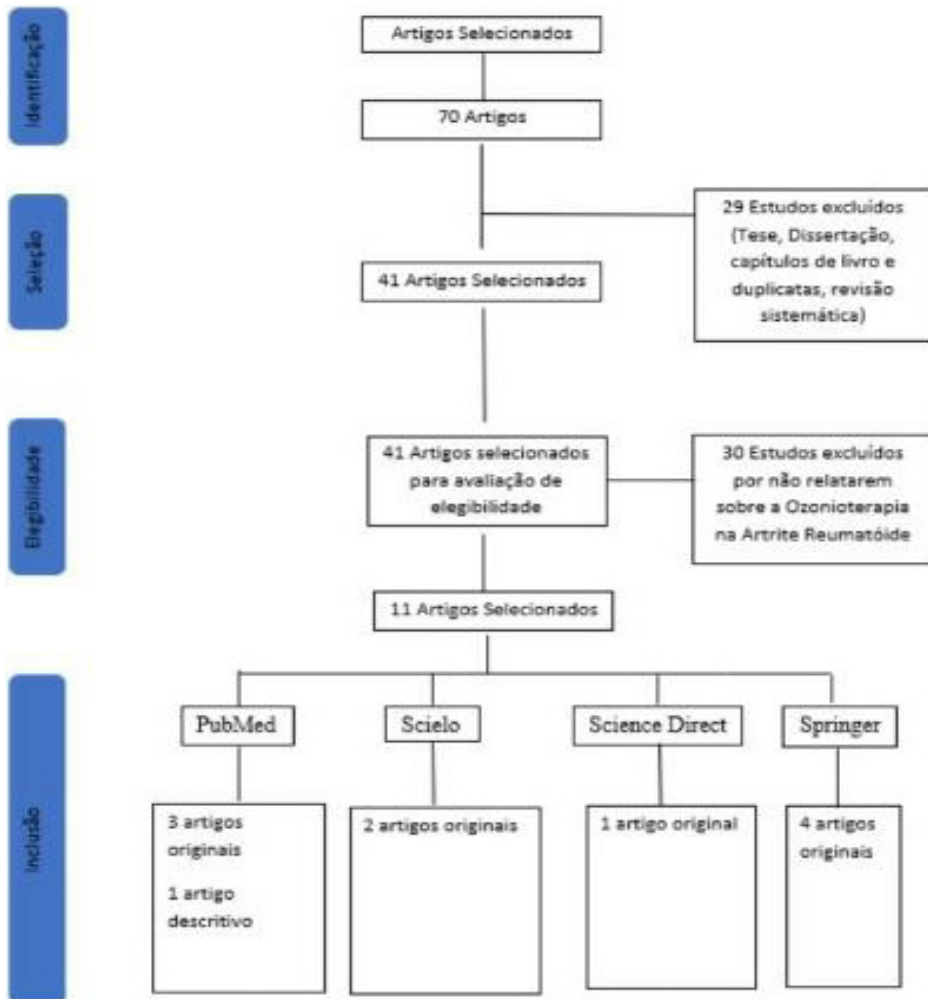 Identificação
Artigos Selecionados
70 Artigos
Seleção
29 Estudos excluídos
(Tese, Dissertação,
capítulos de livro e
duplicatas, revisão
sistemática)
41 Artigos Selecionados
Elegibilidade
41 Artigos selecionados
para avaliação de
elegibilidade
30 Estudos excluídos
por não relatarem
sobre a Ozonioterapia
na Artrite Reumatóide
11 Artigos Selecionados
Inclusão
PubMed
Scielo
Science Direct
Springer
3 artigos
originais
1 artigo
descritivo
2 artigos originais
1 artigo original
4 artigos
originais